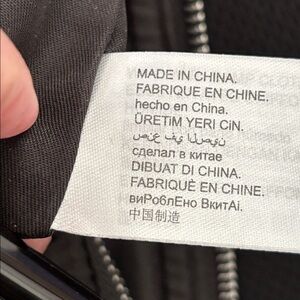 MADE IN CHINA.
FABRIQUE EN CHINE.
hecho en China.
ÜRETiM YERi CiN.
صنع في الصين
сделал в китае
DIBUAT DI CHINA.
FABRIQUÈ EN CHINE.
виРоблЕно ВкитАі.
中国制造